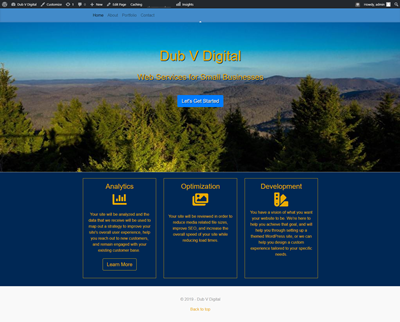 Dub V Digital Customize 0 New Edit Page Caching Insights Howdy, admin
Home About Portfolio Contact
Dub V Digital
Web Services for Small Businesses
Let's Get Started
Analytics
Your site will be analyzed and the
data that we receive will be used to
map out a strategy to improve your
site's overall user experience, help
you reach out to new customers,
and remain engaged with your
existing customer base.
Learn More
Optimization
Your site will be reviewed in order to
reduce media related file sizes,
improve SEO, and increase the
overall speed of your site while
reducing load times.
Development
You have a vision of what you want
your website to be. We're here to
help you achieve that goal, and will
help you through setting up a
themed WordPress site, or we can
help you design a custom
experience tailored to your specific
needs.
© 2019 - Dub V Digital
Back to top